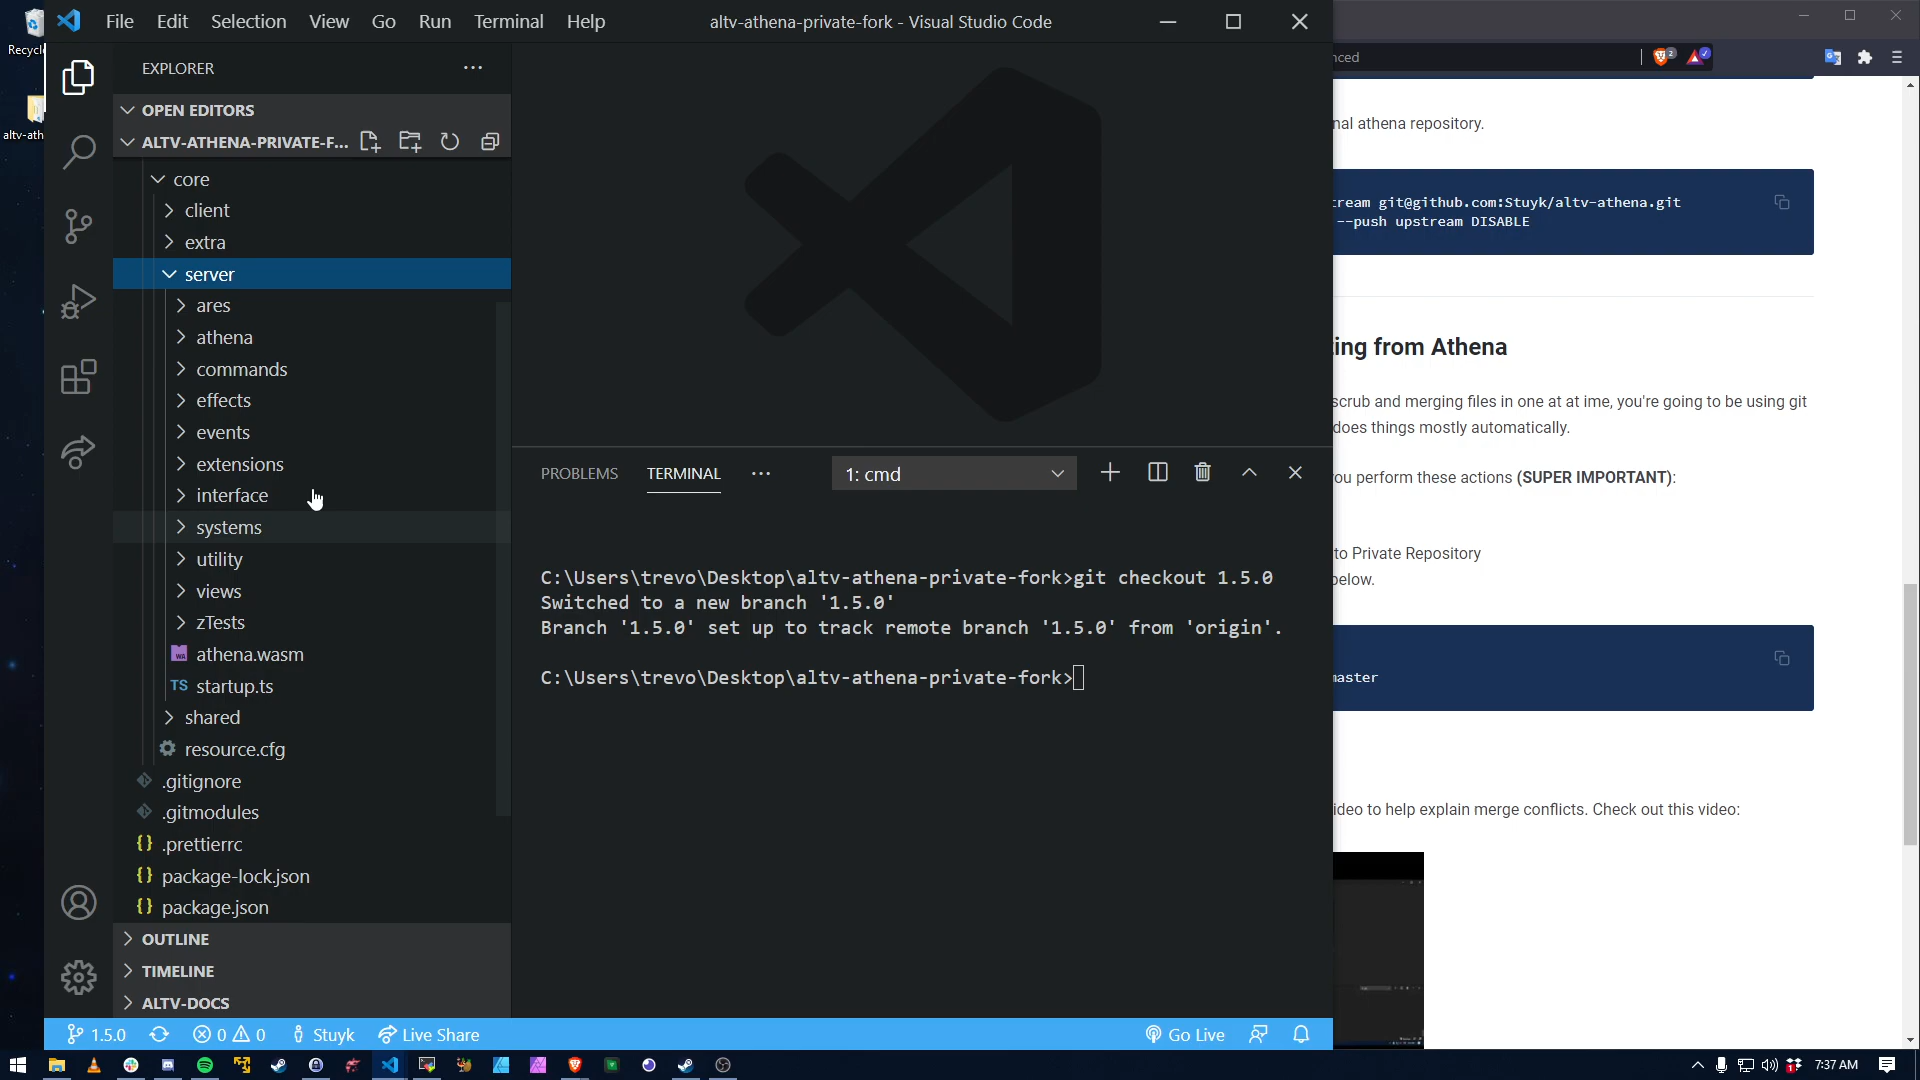 Recycle
altv-ath
File Edit Selection View Go Run Terminal Help
altv-athena-private-fork - Visual Studio Code
EXPLORER
OPEN EDITORS
ALTV-ATHENA-PRIVATE-F...
core
client
extra
server
ares
athena
commands
effects
events
extensions
interface
systems
utility
views
zTests
athena.wasm
TS startup.ts
shared
resource.cfg
.gitignore
.gitmodules
{} .prettierrc
{} package-lock.json
{} package.json
OUTLINE
TIMELINE
ALTV-DOCS
PROBLEMS TERMINAL ... 1: cmd
C:\Users\trevo\Desktop\altv-athena-private-fork>git checkout 1.5.0
Switched to a new branch '1.5.0'
Branch '1.5.0' set up to track remote branch '1.5.0' from 'origin'.
C:\Users\trevo\Desktop\altv-athena-private-fork>
1.5.0 0 0 Stuyk Live Share Go Live
nced
2
nal athena repository.
tream git@github.com:Stuyk/altv-athena.git
--push upstream DISABLE
ting from Athena
scrub and merging files in one at at ime, you're going to be using git
does things mostly automatically.
ou perform these actions (SUPER IMPORTANT):
to Private Repository
below.
master
ideo to help explain merge conflicts. Check out this video:
7:37 AM